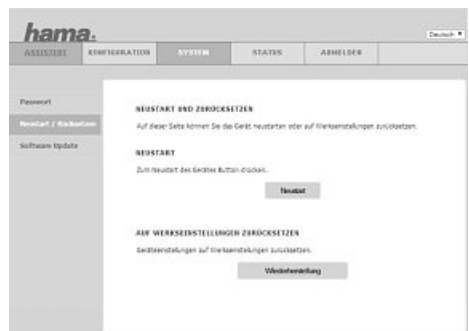 hama.
Deutsch
ASSISTENT KONFIGURATION SYSTEM STATUS ABMELDEN
Passwort
Neustart / Rücksetzen
Software Update
NEUSTART UND ZURÜCKSETZEN
Auf dieser Seite können Sie das Gerät neustarten oder auf Werkseinstellungen zurücksetzen.
NEUSTART
Zum Neustart des Gerätes Button drücken.
Neustart
AUF WERKSEINSTELLUNGEN ZURÜCKSETZEN
Geräteeinstellungen auf Werkseinstellungen zurücksetzen.
Wiederherstellung